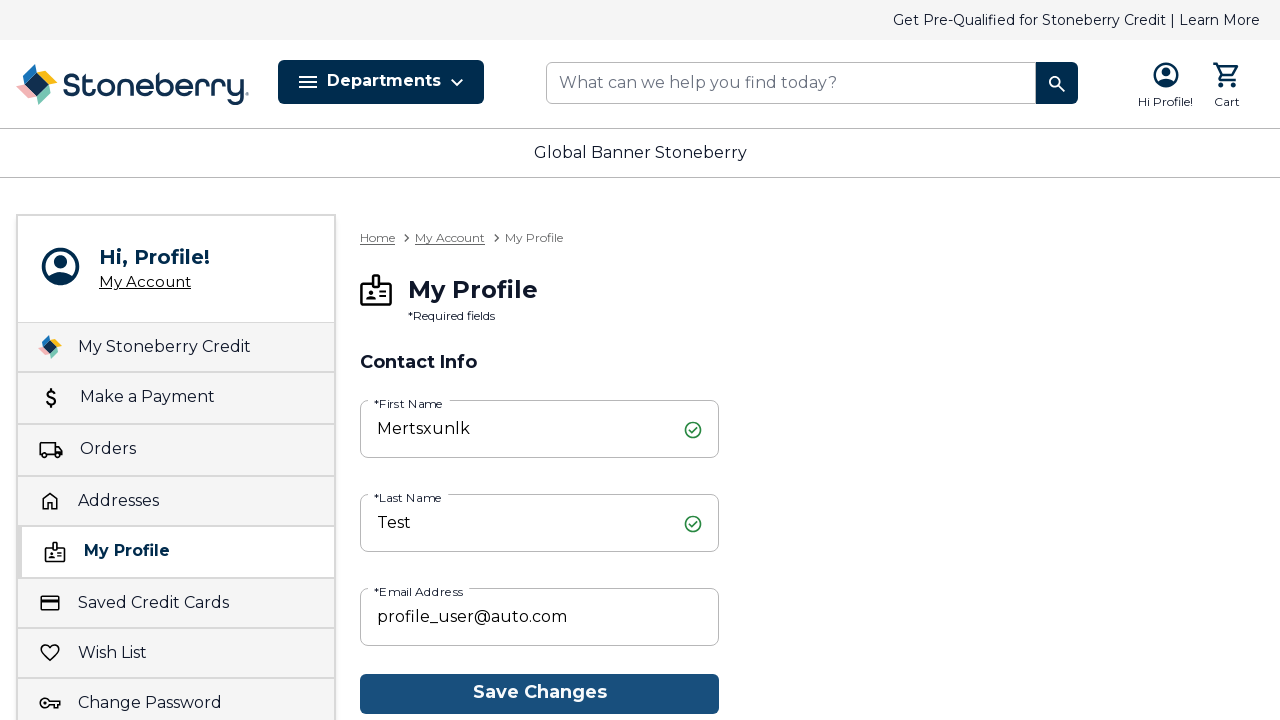 Get Pre-Qualified for Stoneberry Credit | Learn More
Stoneberry®
Departments
What can we help you find today?
Hi Profile!
Cart
Global Banner Stoneberry
Hi, Profile!
My Account
My Stoneberry Credit
Make a Payment
Orders
Addresses
My Profile
Saved Credit Cards
Wish List
Change Password
Home
My Account
My Profile
My Profile
*Required fields
Contact Info
*First Name
Mertsxunlk
*Last Name
Test
*Email Address
profile_user@auto.com
Save Changes